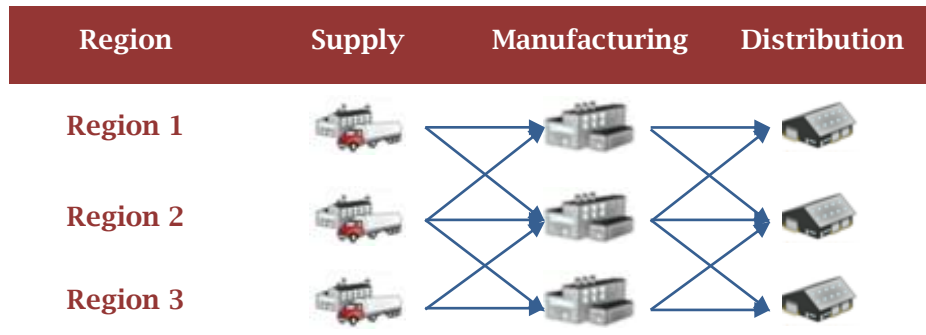 Region Supply Manufacturing Distribution
Region 1
Region 2
Region 3